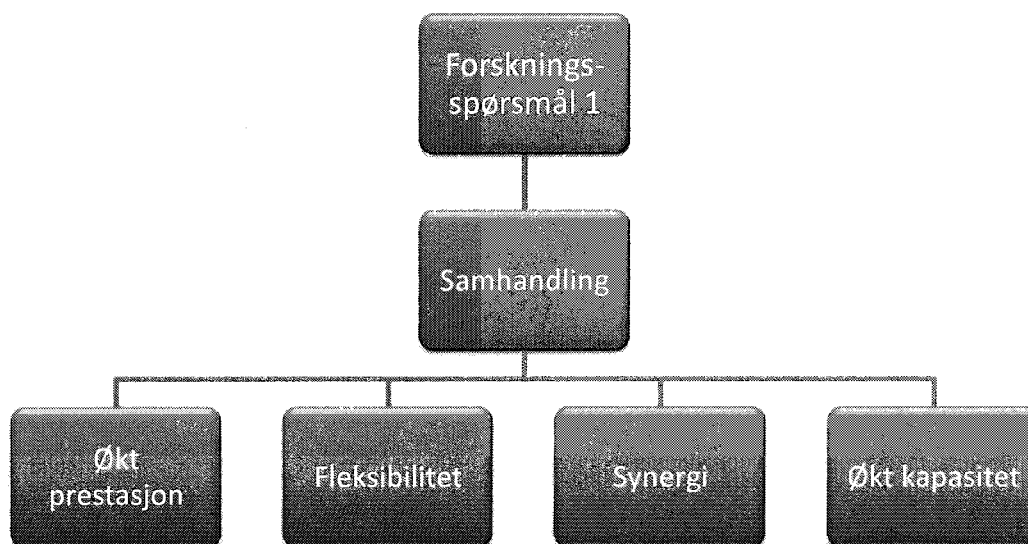 Forsknings-
spørsmål 1
Samhandling
Økt
prestasjon
Fleksibilitet
Synergi
Økt kapasitet